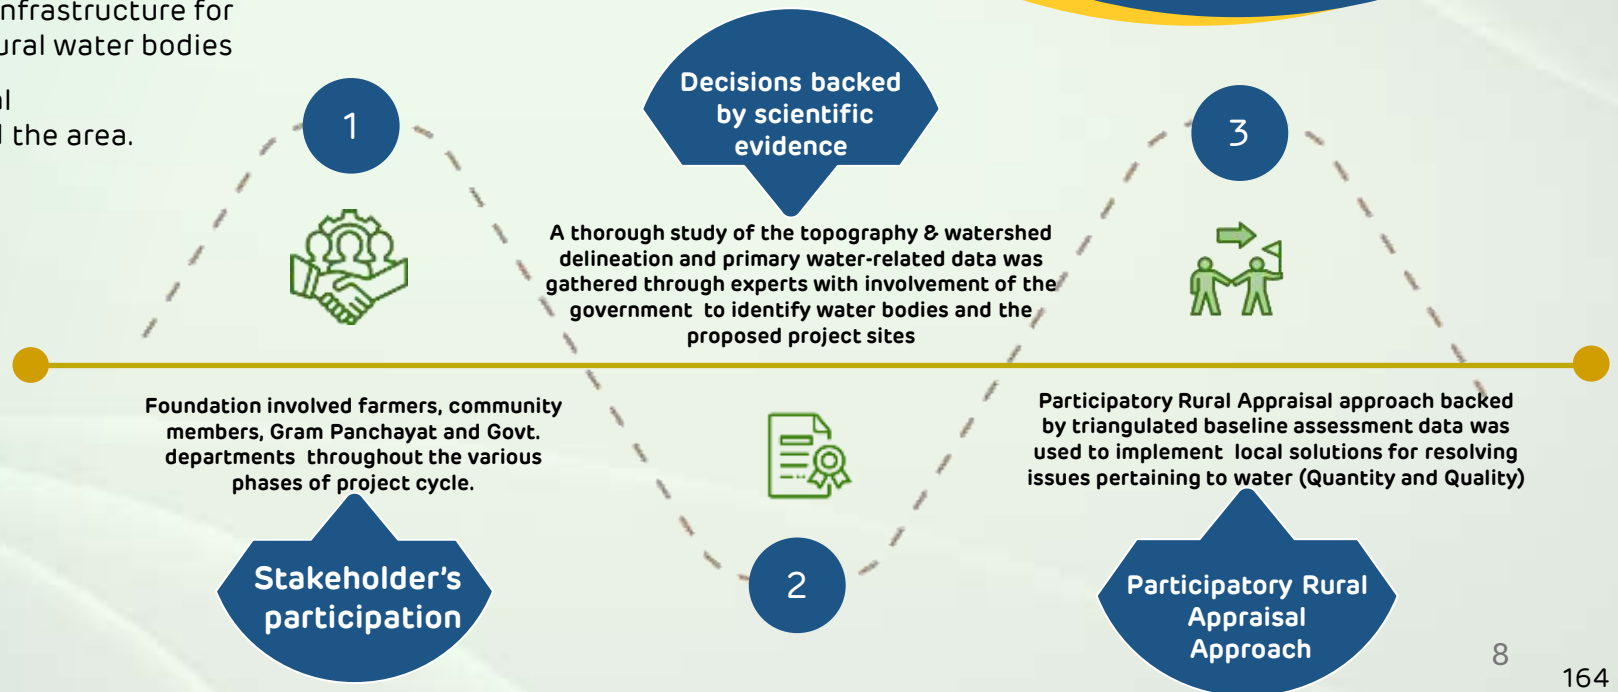 nfrastructure for
ural water bodies
al
the area.
1
Decisions backed
by scientific
evidence
3
A thorough study of the topography & watershed
delineation and primary water-related data was
gathered through experts with involvement of the
government to identify water bodies and the
proposed project sites
Foundation involved farmers, community
members, Gram Panchayat and Govt.
departments throughout the various
phases of project cycle.
Participatory Rural Appraisal approach backed
by triangulated baseline assessment data was
used to implement local solutions for resolving
issues pertaining to water (Quantity and Quality)
Stakeholder's
participation
2
Participatory Rural
Appraisal
Approach
8
164